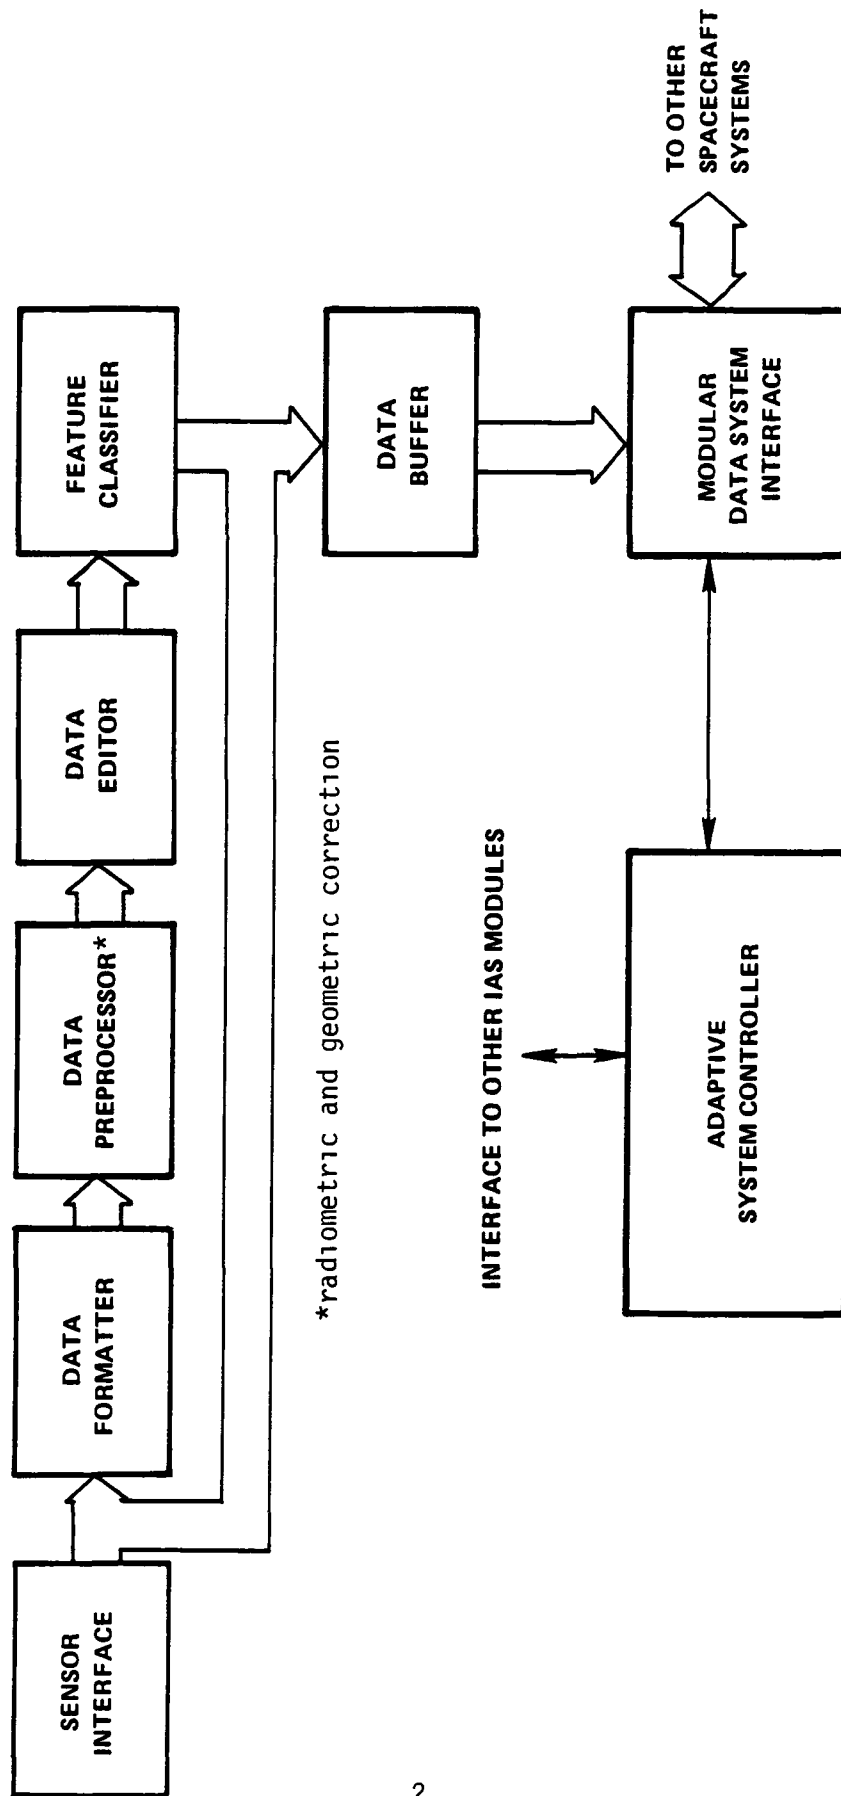 SENSOR
INTERFACE
DATA
FORMATTER
DATA
PREPROCESSOR*
DATA
EDITOR
FEATURE
CLASSIFIER
*radiometric and geometric correction
DATA
BUFFER
INTERFACE TO OTHER IAS MODULES
ADAPTIVE
SYSTEM CONTROLLER
MODULAR
DATA SYSTEM
INTERFACE
TO OTHER
SPACECRAFT
SYSTEMS
2